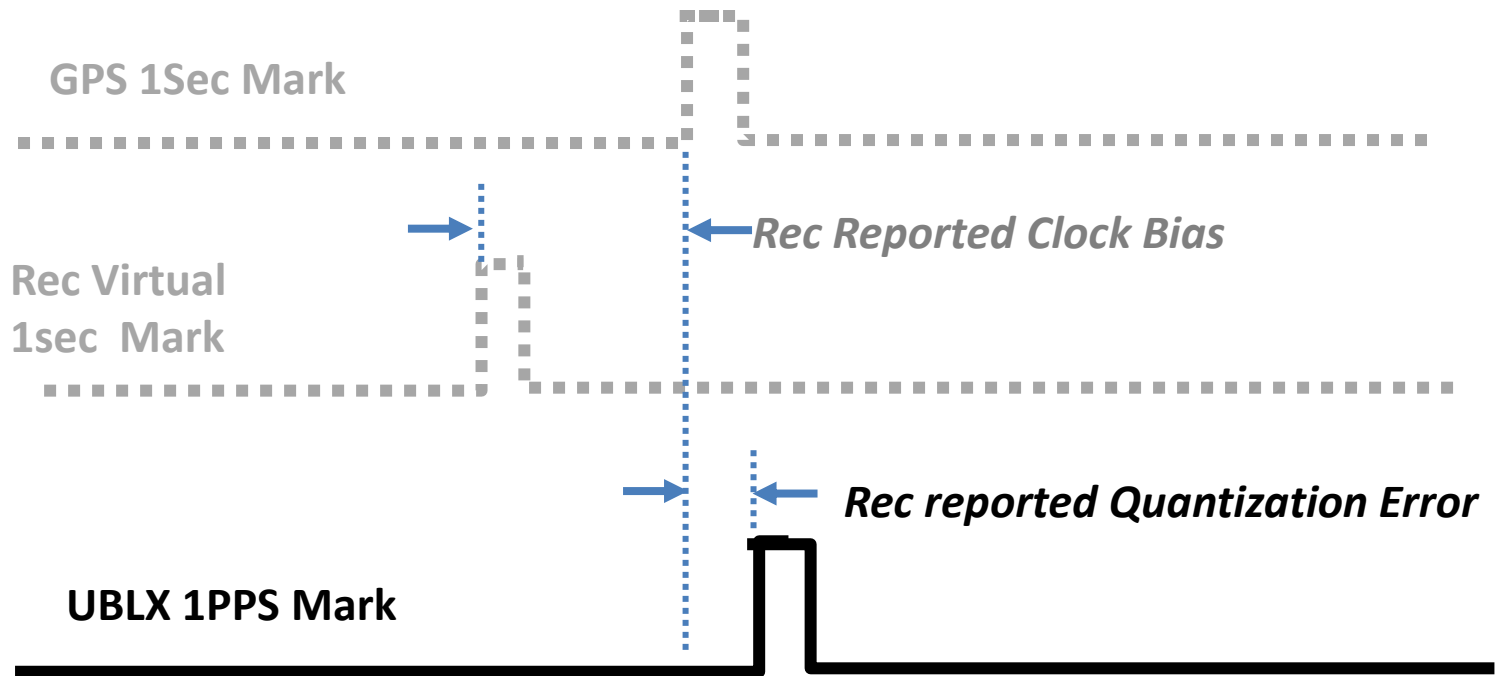 GPS 1Sec Mark
Rec Reported Clock Bias
Rec Virtual
1sec Mark
Rec reported Quantization Error
UBLX 1PPS Mark